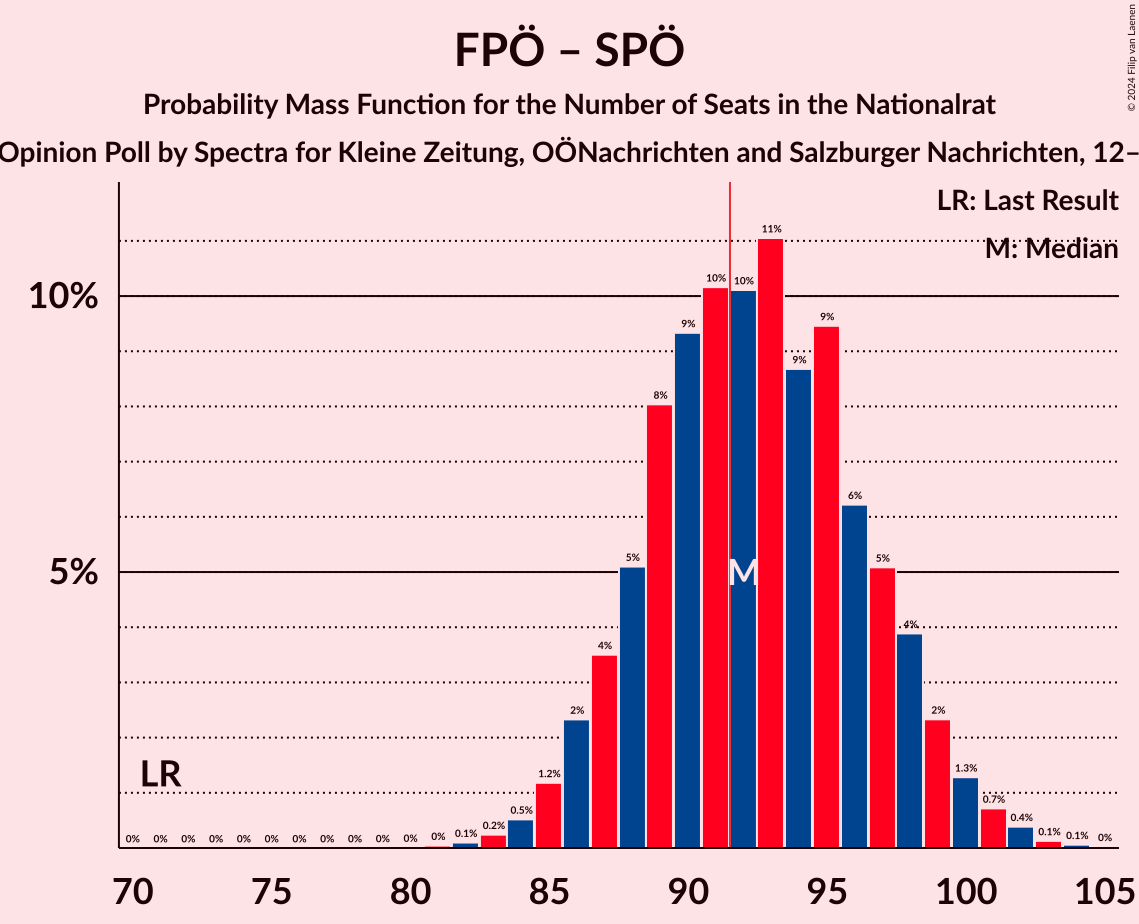 FPÖ – SPÖ
Probability Mass Function for the Number of Seats in the Nationalrat
Opinion Poll by Spectra for Kleine Zeitung, OÖNachrichten and Salzburger Nachrichten, 12–
© 2024 Filip van Laenen
LR: Last Result
M: Median
10%
5%
11%
10% 10%
9% 9% 9%
8%
6%
5% 5%
M
4% 4%
2% 2%
LR
1.2% 1.3%
0% 0% 0% 0% 0% 0% 0% 0% 0% 0% 0% 0% 0.1% 0.2% 0.5% 0.7% 0.4% 0.1% 0.1% 0%
70 75 80 85 90 95 100 105